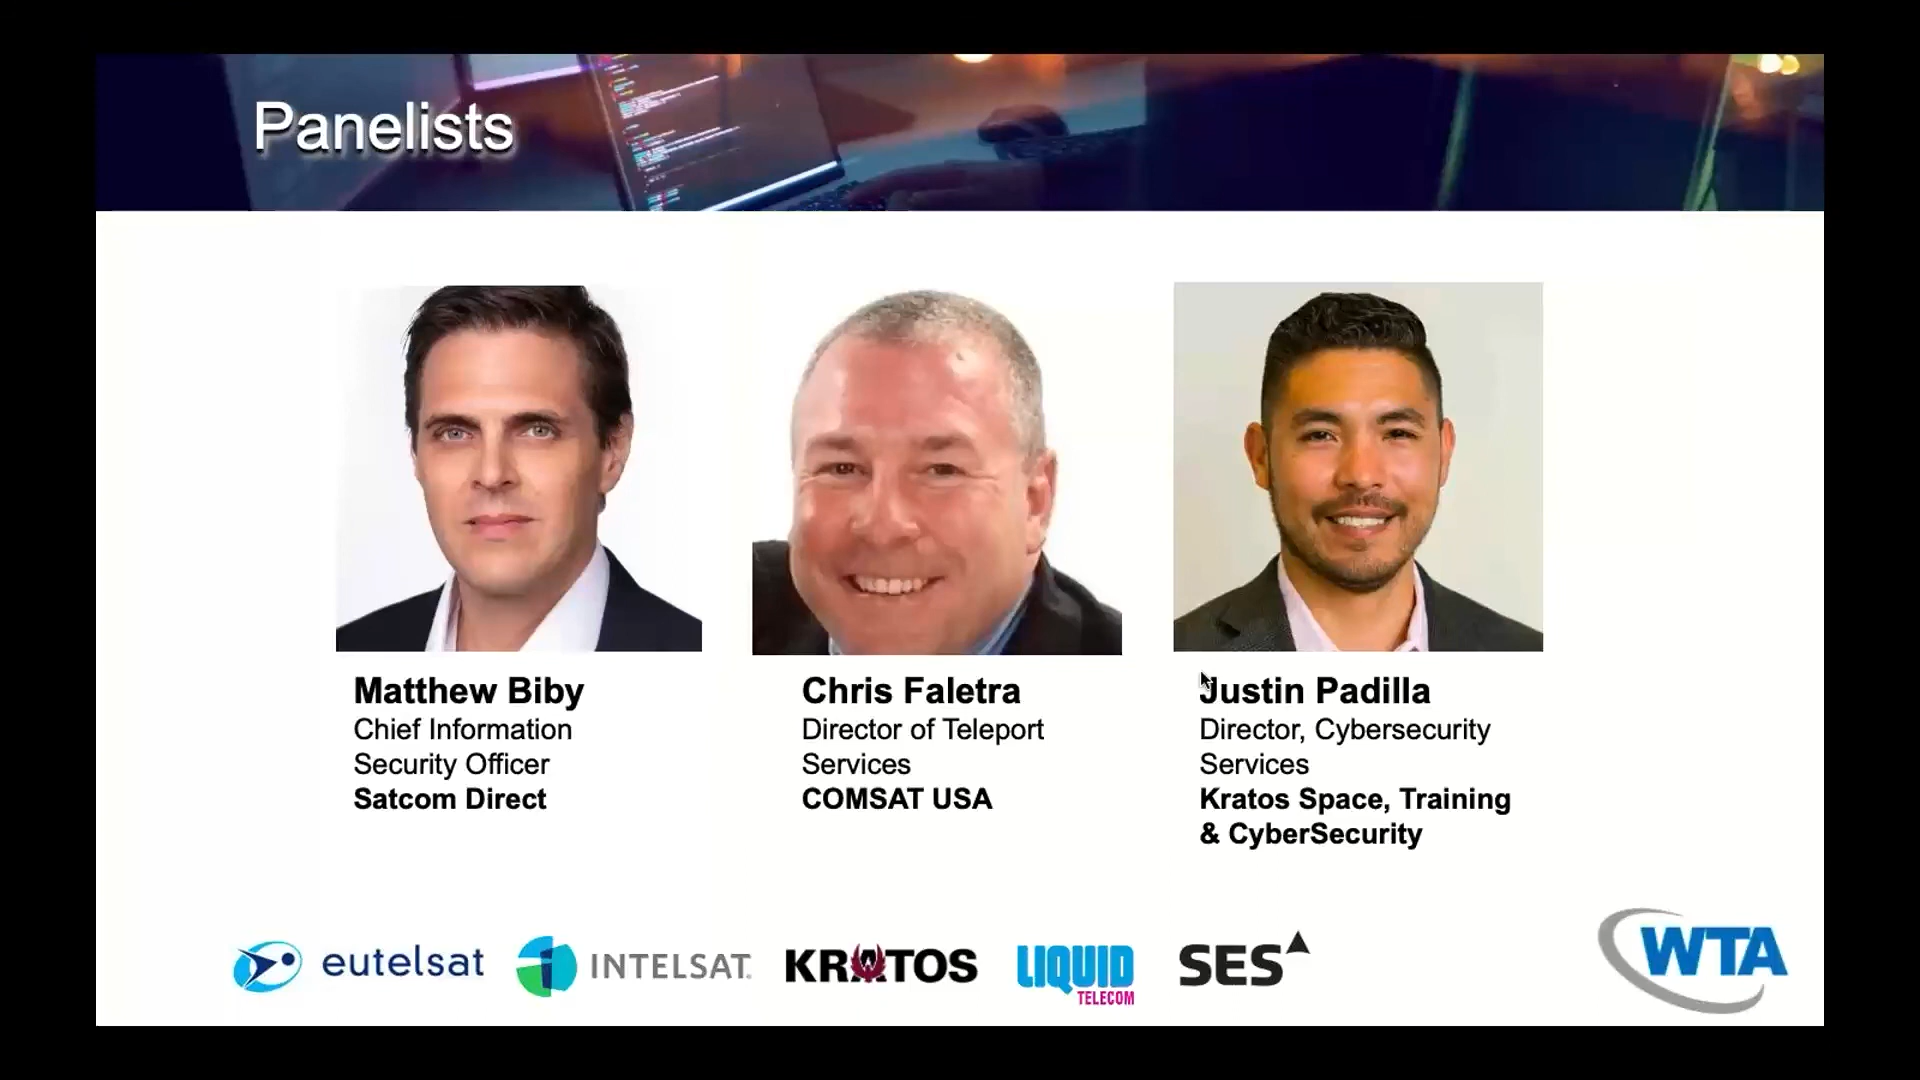 Panelists
Matthew Biby
Chief Information
Security Officer
Satcom Direct
Chris Faletra
Director of Teleport
Services
COMSAT USA
Justin Padilla
Director, Cybersecurity
Services
Kratos Space, Training
& CyberSecurity
eutelsat
INTELSAT
KRATOS
LIQUID
TELECOM
SES
WTA